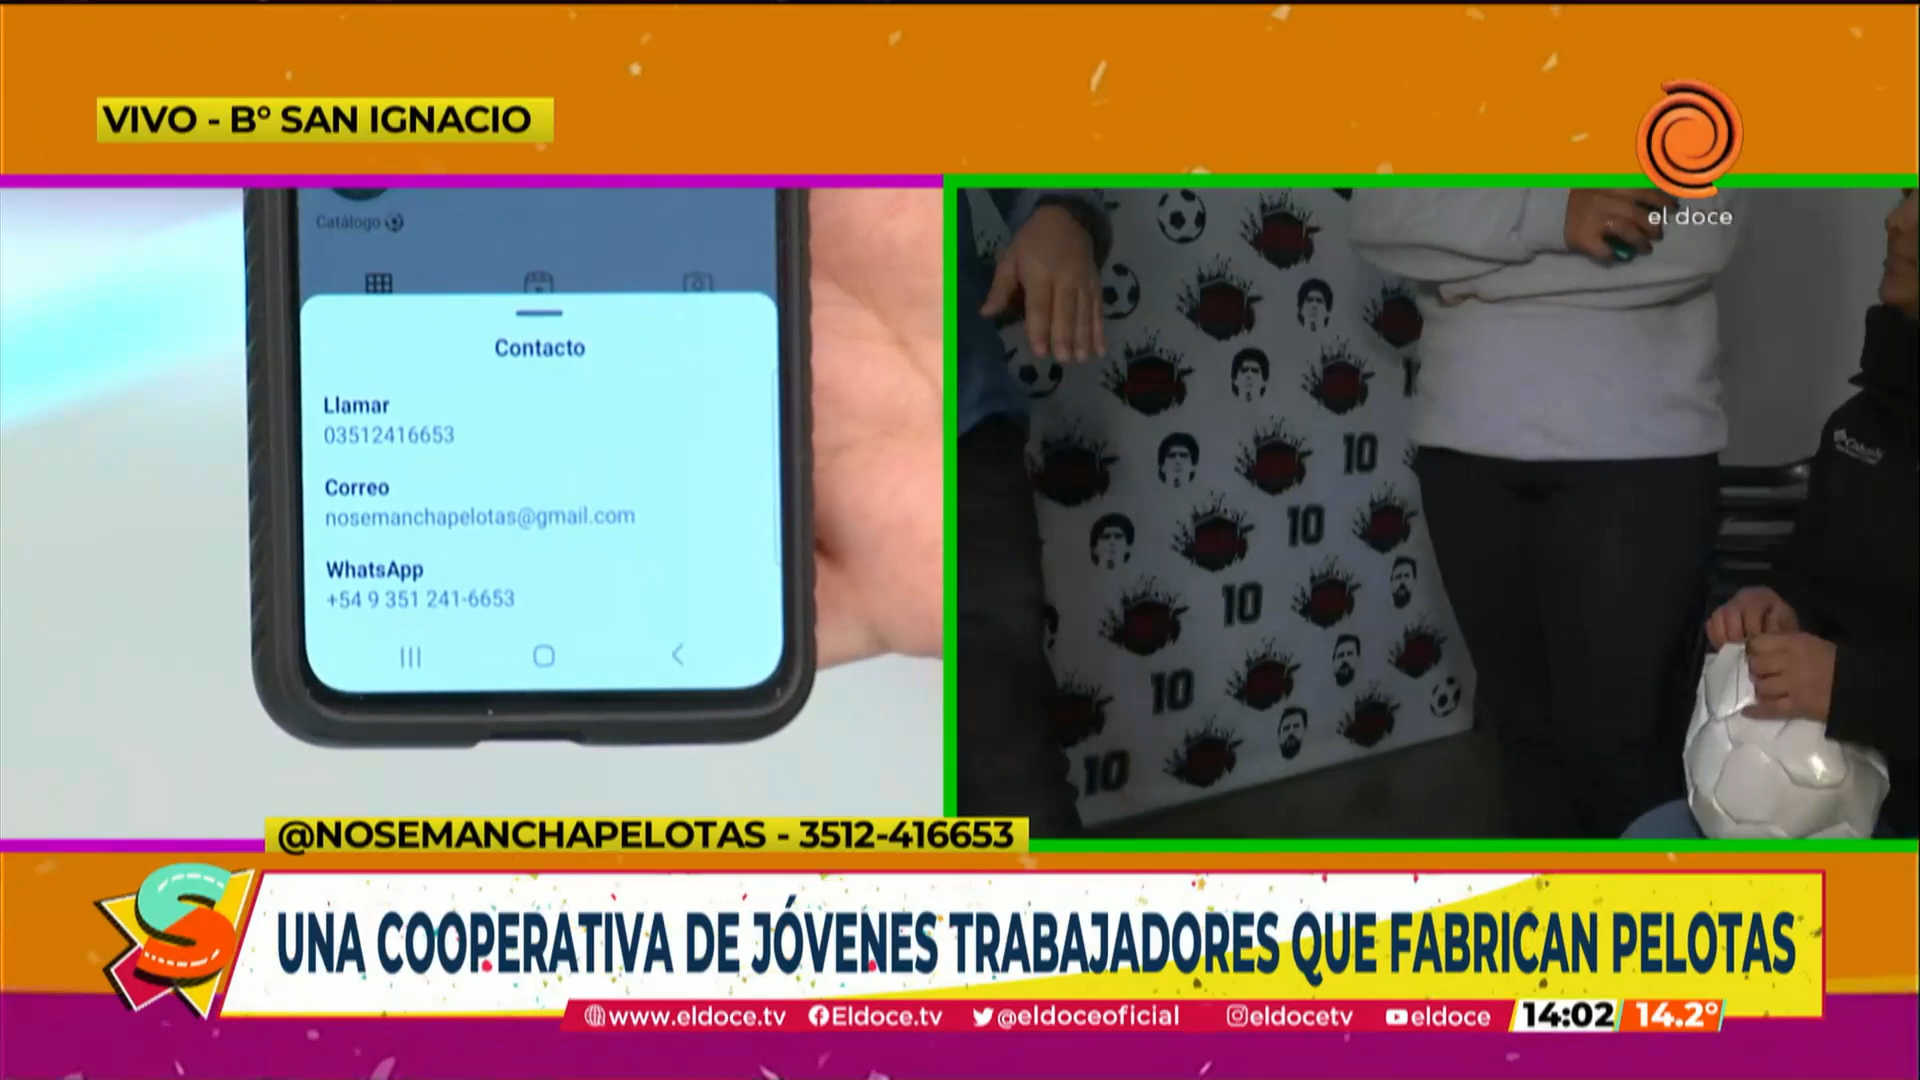 VIVO - Bº SAN IGNACIO
el doce
Catálogo
Contacto
Llamar
03512416653
Correo
nosemanchapelotas@gmail.com
WhatsApp
+54 9 351 241-6653
10
10
10
10
10
@NOSEMANCHAPELOTAS - 3512-416653
UNA COOPERATIVA DE JÓVENES TRABAJADORES QUE FABRICAN PELOTAS
www.eldoce.tv Eldoce.tv @eldoceoficial eldocetv eldoce 14:02 14.2°